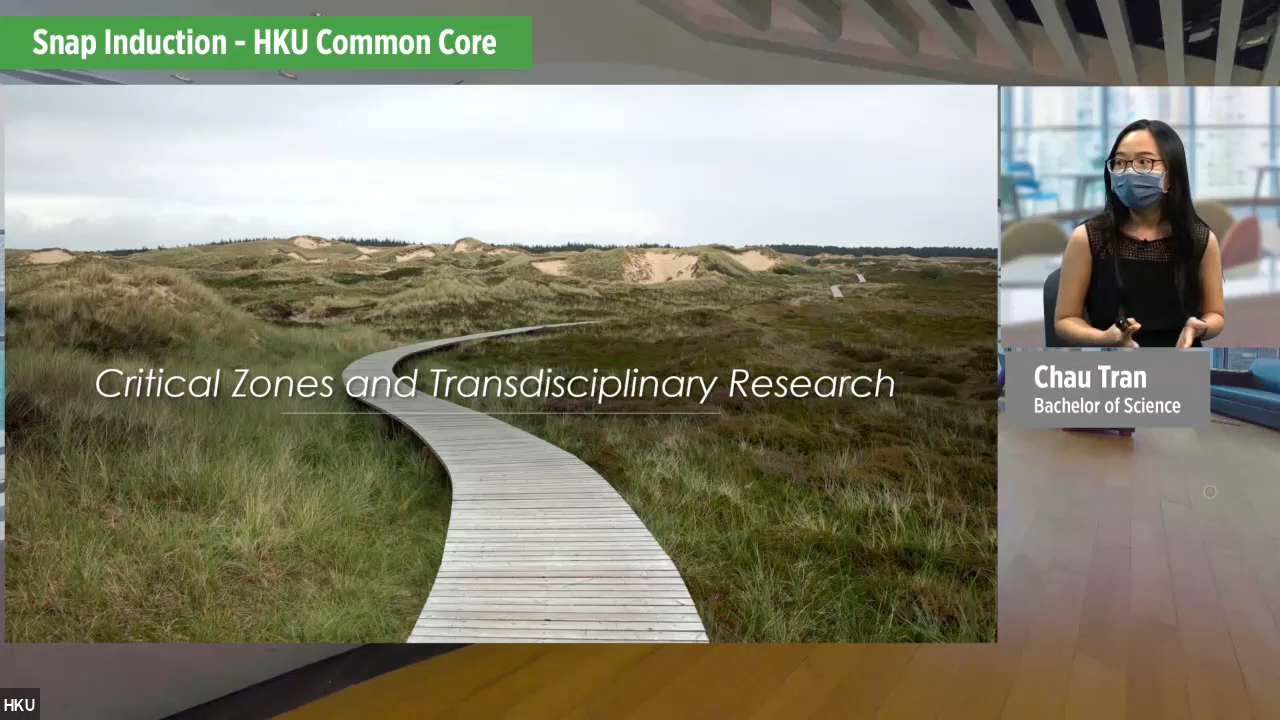 Snap Induction - HKU Common Core
Critical Zones and Transdisciplinary Research
Chau Tran
Bachelor of Science
HKU